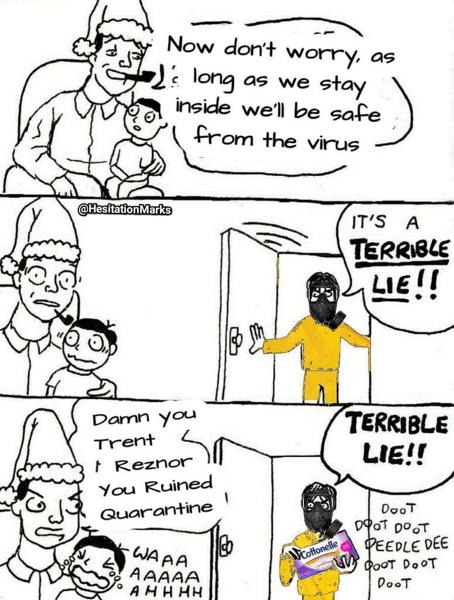 Now don't worry, as
long as we stay
inside we'll be safe
from the virus
@HesitationMarks
IT'S A
TERRIBLE
LIE!!
Damn you
Trent
Reznor
You Ruined
Quarantine
TERRIBLE
LIE!!
WAAA
AAAAA
AHHHH
Cottonelle
DOOT
DOOT DOOT
DEEDLE DEE
DOOT DOOT
DOOT